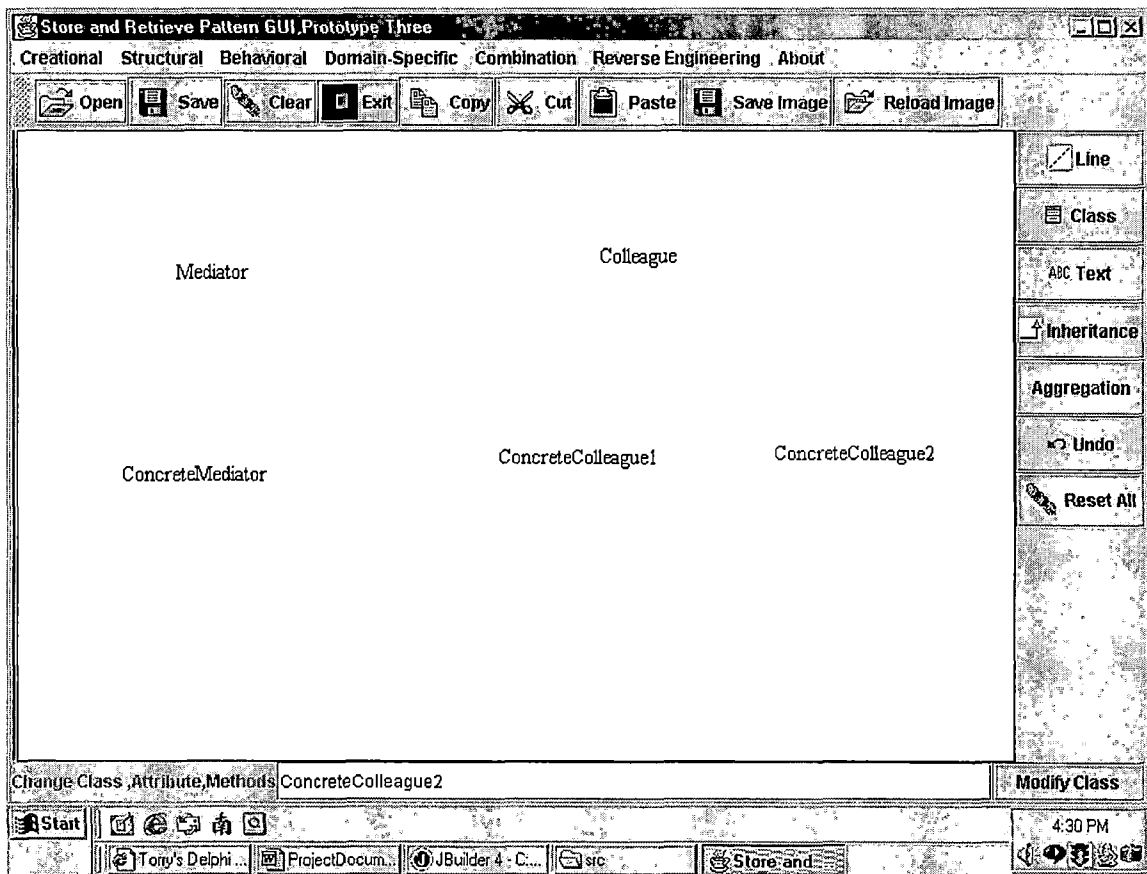 Store and Retrieve Pattern GUI,Prototype Three
Creational Structural Behavioral Domain-Specific Combination Reverse Engineering About
Open Save Clear Exit Copy Cut Paste Save Image Reload Image
Line
Class
ABC Text
Inheritance
Aggregation
Undo
Reset All
Mediator
Colleague
ConcreteMediator
ConcreteColleague1
ConcreteColleague2
Change Class ,Attribute,Methods ConcreteColleague2 Modify Class
Start 4:30 PM
Tony's Delphi ... ProjectDocum... JBuilder 4 - C:... src Store and